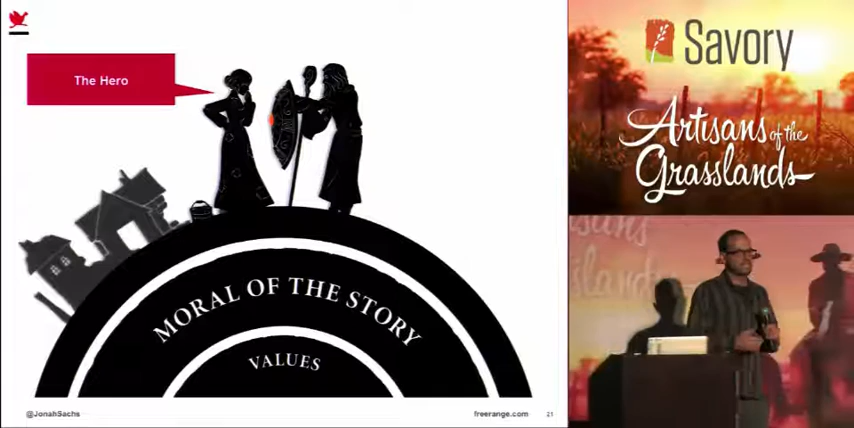 The Hero
MORAL OF THE STORY
VALUES
@JonahSachs
freerange.com
21
Savory
Artisans of the
Grasslands